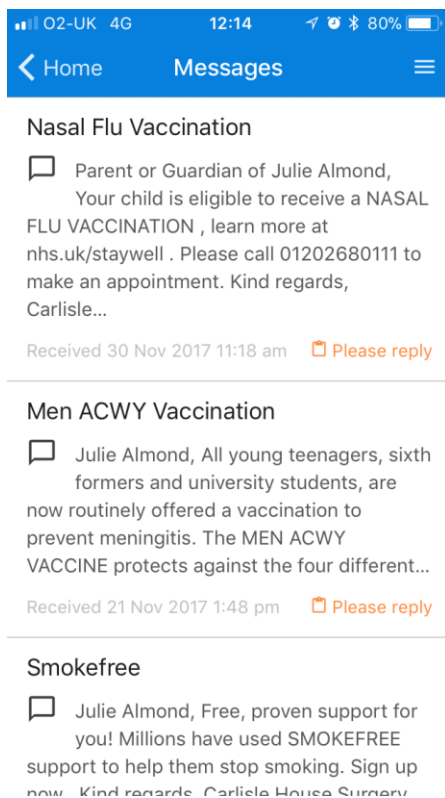 O2-UK 4G 12:14 80%
Home Messages
Nasal Flu Vaccination
Parent or Guardian of Julie Almond,
Your child is eligible to receive a NASAL
FLU VACCINATION , learn more at
nhs.uk/staywell . Please call 01202680111 to
make an appointment. Kind regards,
Carlisle...
Received 30 Nov 2017 11:18 am Please reply
Men ACWY Vaccination
Julie Almond, All young teenagers, sixth
formers and university students, are
now routinely offered a vaccination to
prevent meningitis. The MEN ACWY
VACCINE protects against the four different...
Received 21 Nov 2017 1:48 pm Please reply
Smokefree
Julie Almond, Free, proven support for
you! Millions have used SMOKEFREE
support to help them stop smoking. Sign up
now. Kind regards, Carlisle House Surgery